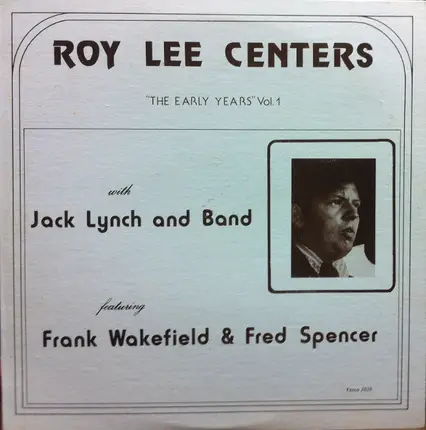 ROY LEE CENTERS
"THE EARLY YEARS" Vol. 1
with
Jack Lynch and Band
featuring
Frank Wakefield & Fred Spencer